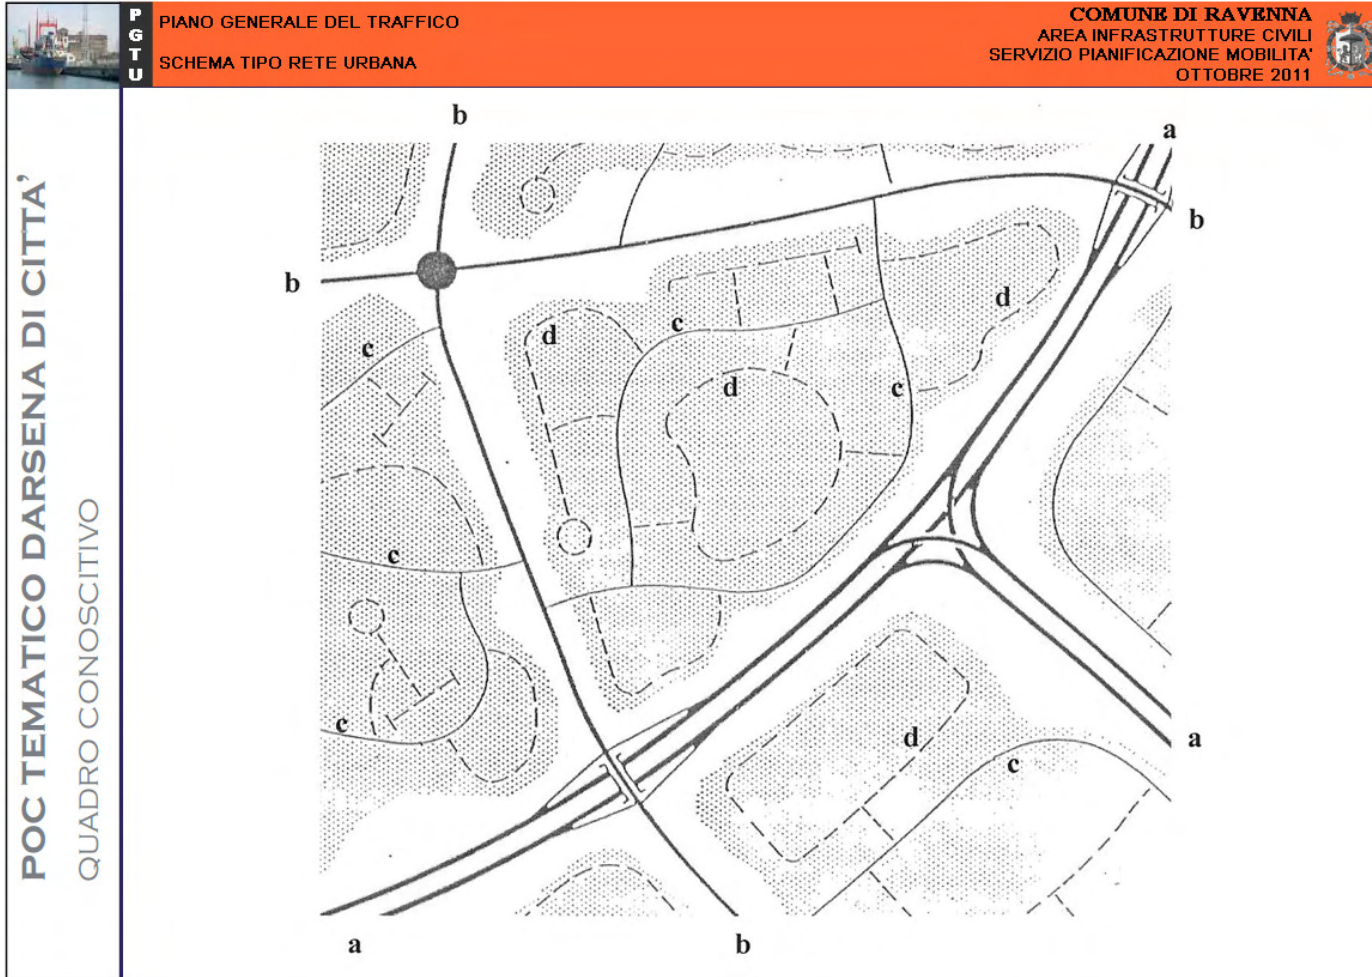 P
G
T
U
PIANO GENERALE DEL TRAFFICO
SCHEMA TIPO RETE URBANA
COMUNE DI RAVENNA
AREA INFRASTRUTTURE CIVILI
SERVIZIO PIANIFICAZIONE MOBILITA'
OTTOBRE 2011
POC TEMATICO DARSENA DI CITTA'
QUADRO CONOSCITIVO
b
a
b
b
d
c
d
c
d
c
c
c
a
d
c
a
b